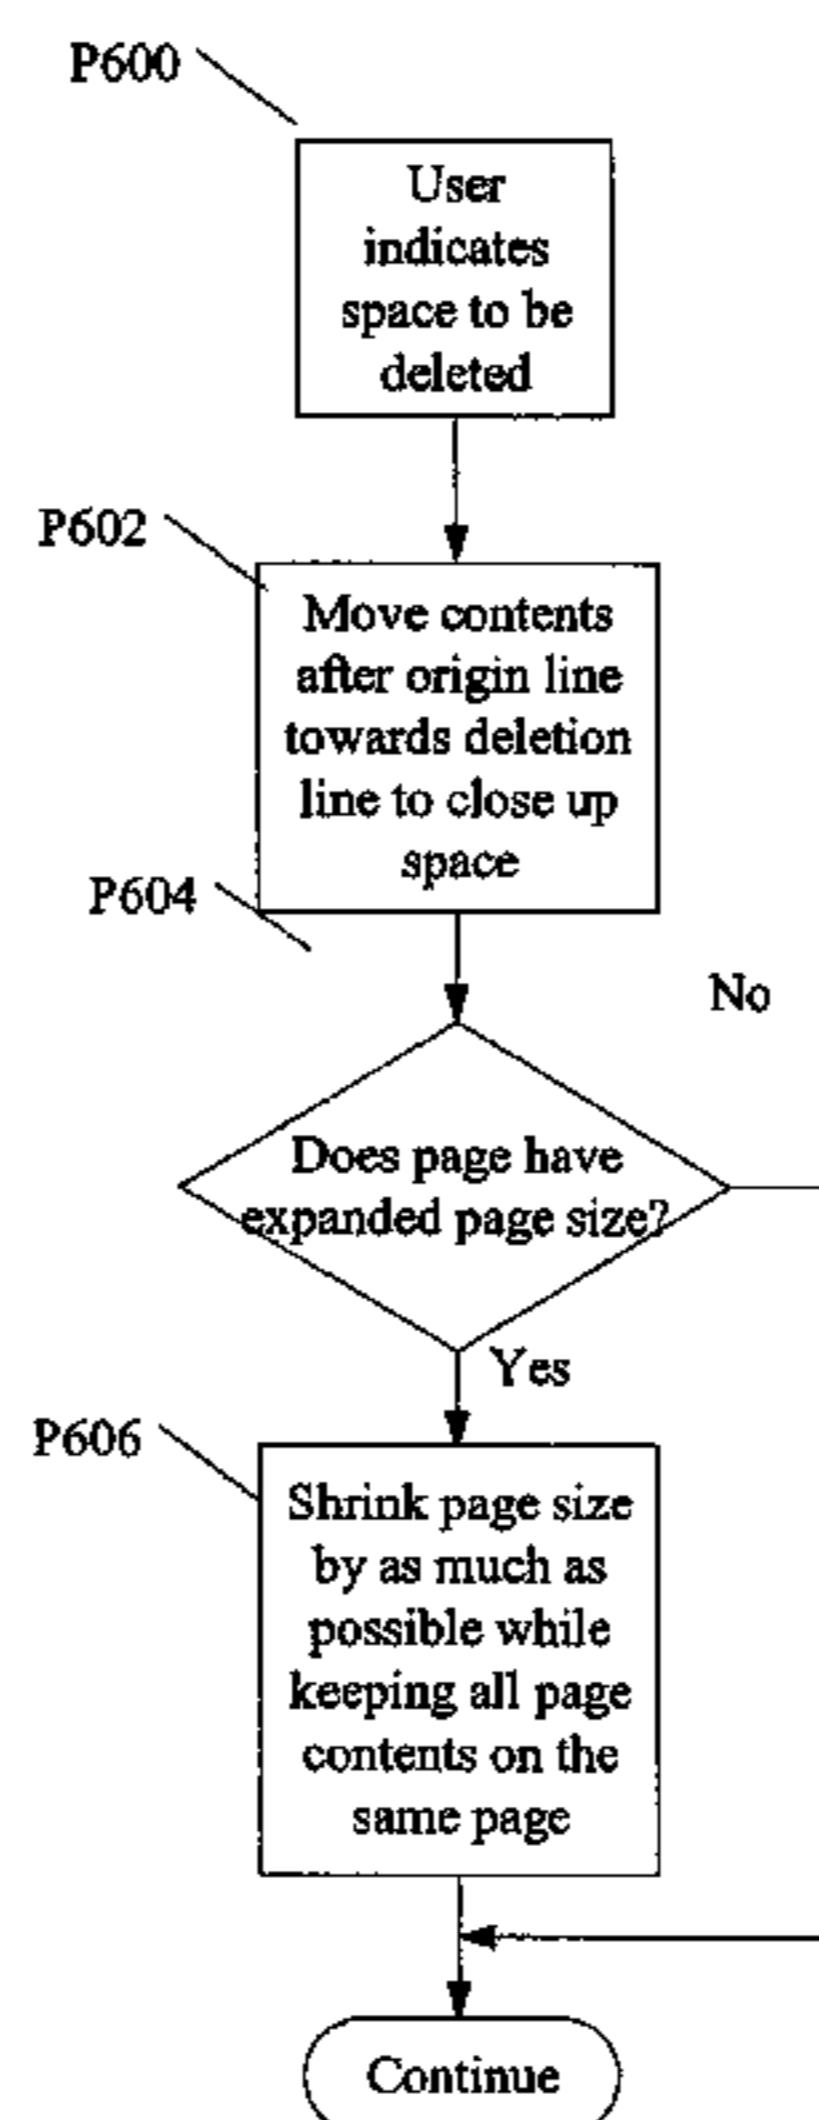 P600
User
indicates
space to be
deleted
P602
Move contents
after origin line
towards deletion
line to close up
space
P604
No
Does page have
expanded page size?
Yes
P606
Shrink page size
by as much as
possible while
keeping all page
contents on the
same page
Continue